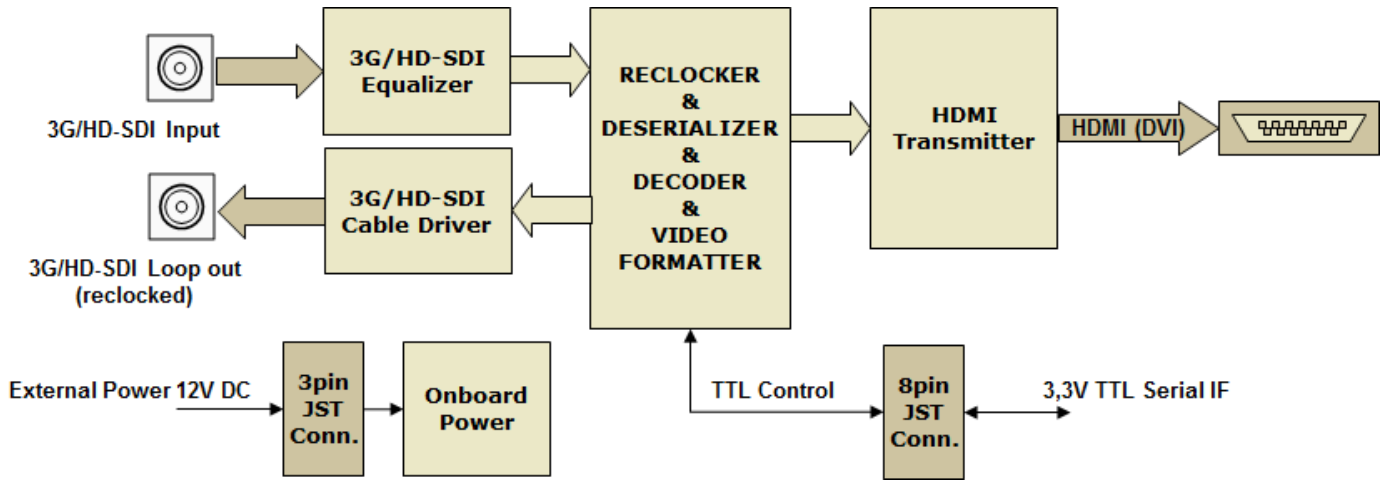 3G/HD-SDI Input
3G/HD-SDI
Equalizer
RECLOCKER
&
DESERIALIZER
&
DECODER
&
VIDEO
FORMATTER
HDMI
Transmitter
HDMI (DVI)
3G/HD-SDI Loop out
(reclocked)
3G/HD-SDI
Cable Driver
External Power 12V DC
3pin
JST
Conn.
Onboard
Power
TTL Control
8pin
JST
Conn.
3,3V TTL Serial IF